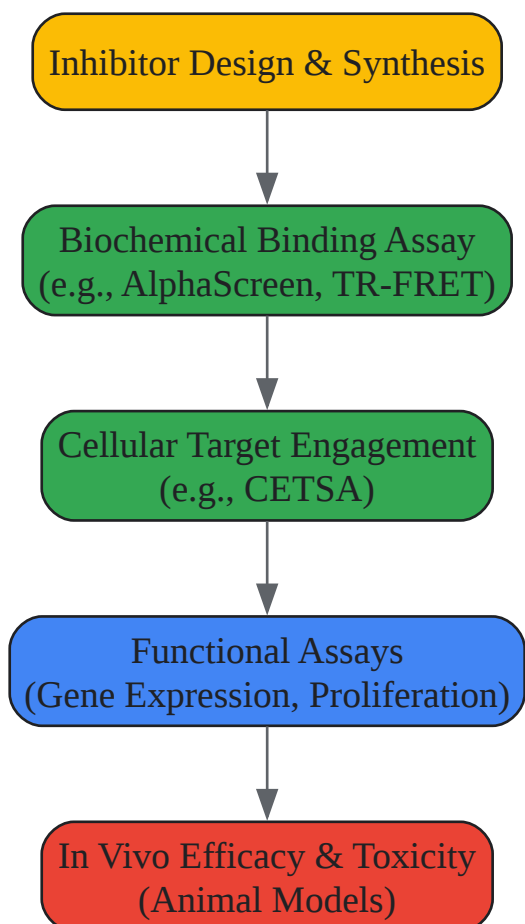 Inhibitor Design & Synthesis
Biochemical Binding Assay
(e.g., AlphaScreen, TR-FRET)
Cellular Target Engagement
(e.g., CETSA)
Functional Assays
(Gene Expression, Proliferation)
In Vivo Efficacy & Toxicity
(Animal Models)